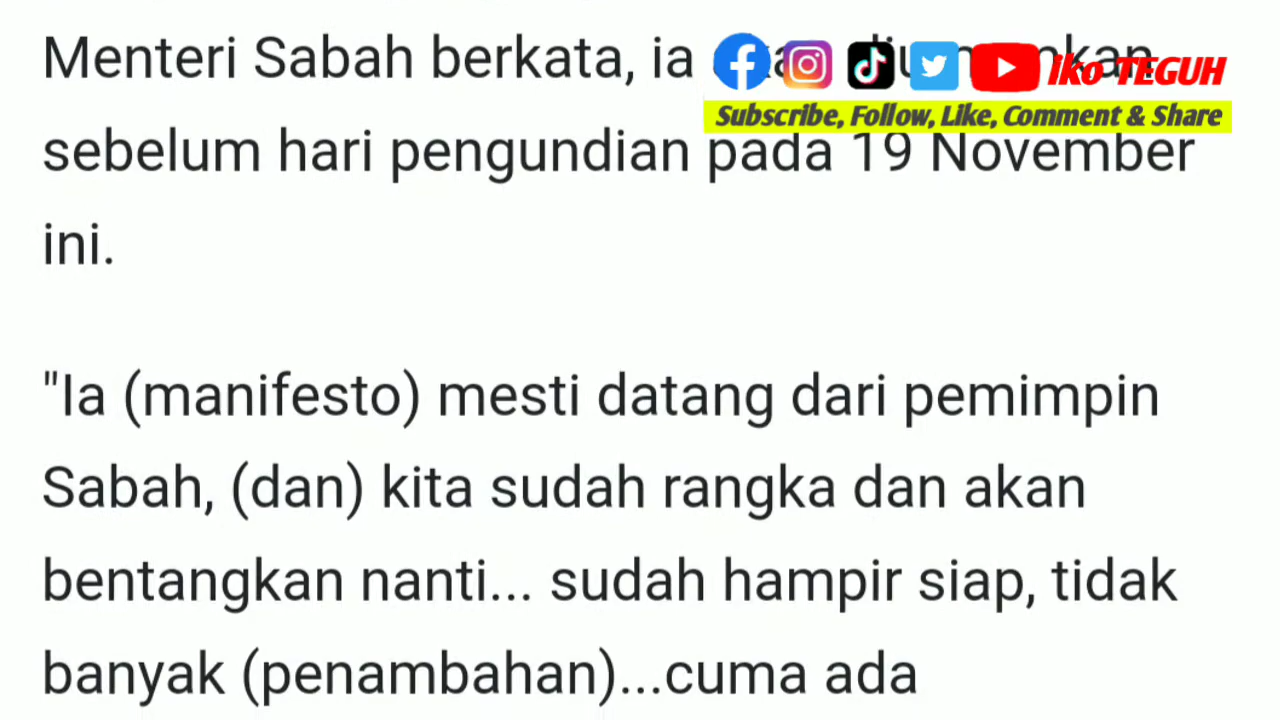 Menteri Sabah berkata, ia
iko TEGUH
Subscribe, Follow, Like, Comment & Share
sebelum hari pengundian pada 19 November
ini.
"Ia (manifesto) mesti datang dari pemimpin
Sabah, (dan) kita sudah rangka dan akan
bentangkan nanti... sudah hampir siap, tidak
banyak (penambahan)...cuma ada